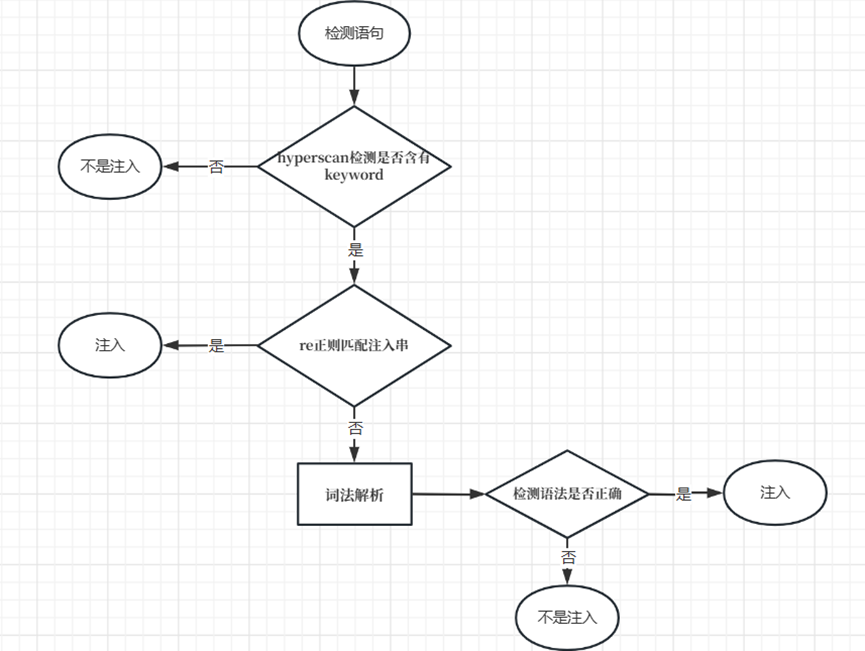 检测语句
hyperscan检测是否含有
keyword
否
不是注入
是
re正则匹配注入串
是
注入
否
词法解析
检测语法是否正确
是
注入
否
不是注入